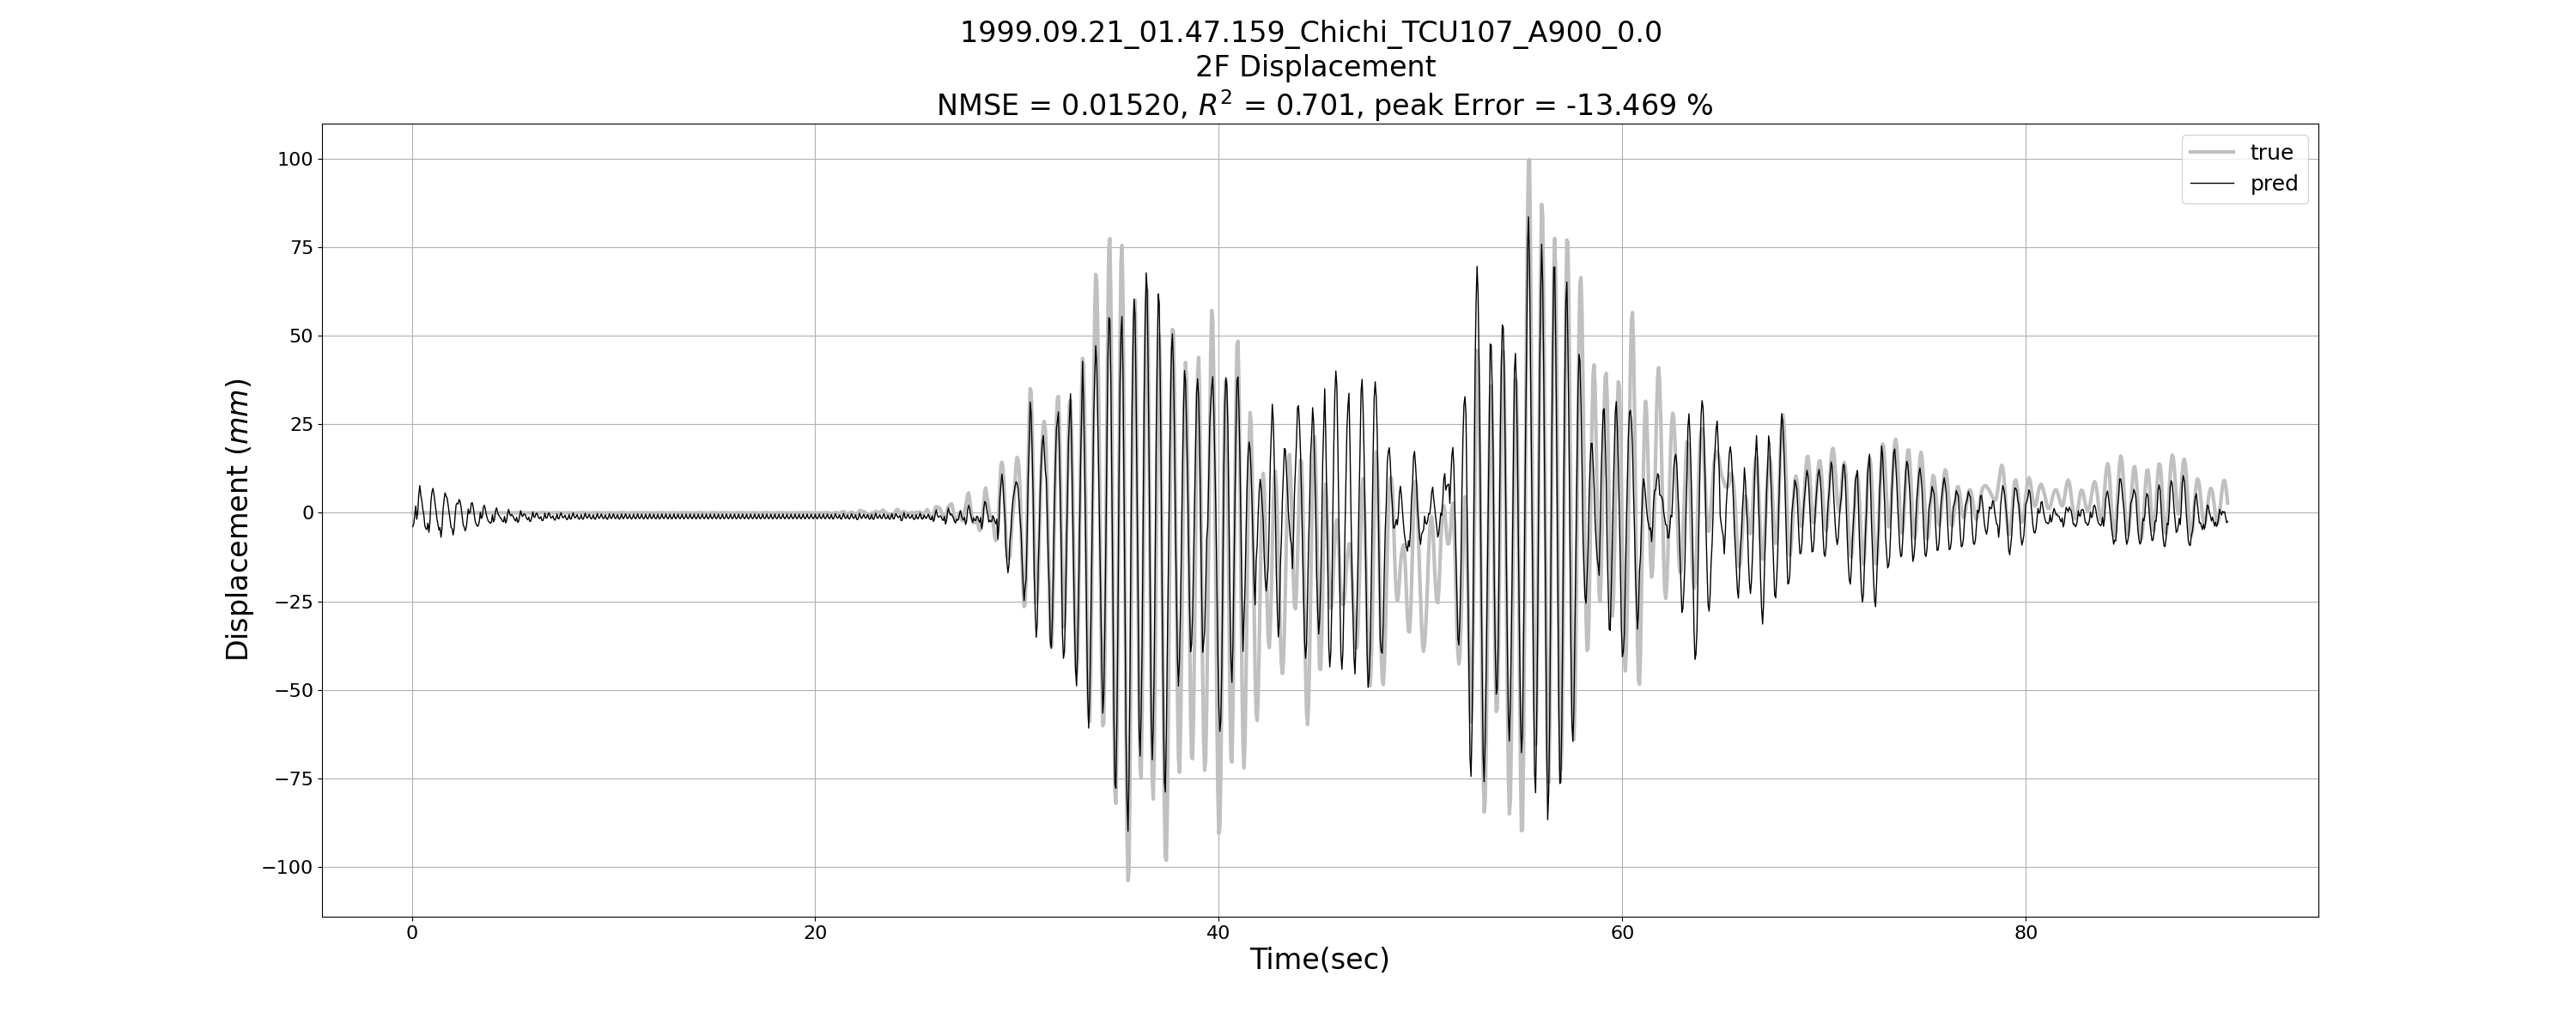 1999.09.21_01.47.159_Chichi_TCU107_A900_0.0
2F Displacement
NMSE = 0.01520, R² = 0.701, peak Error = -13.469 %
true
pred
100
75
50
25
0
−25
−50
−75
−100
Displacement (mm)
0 20 40 60 80
Time(sec)